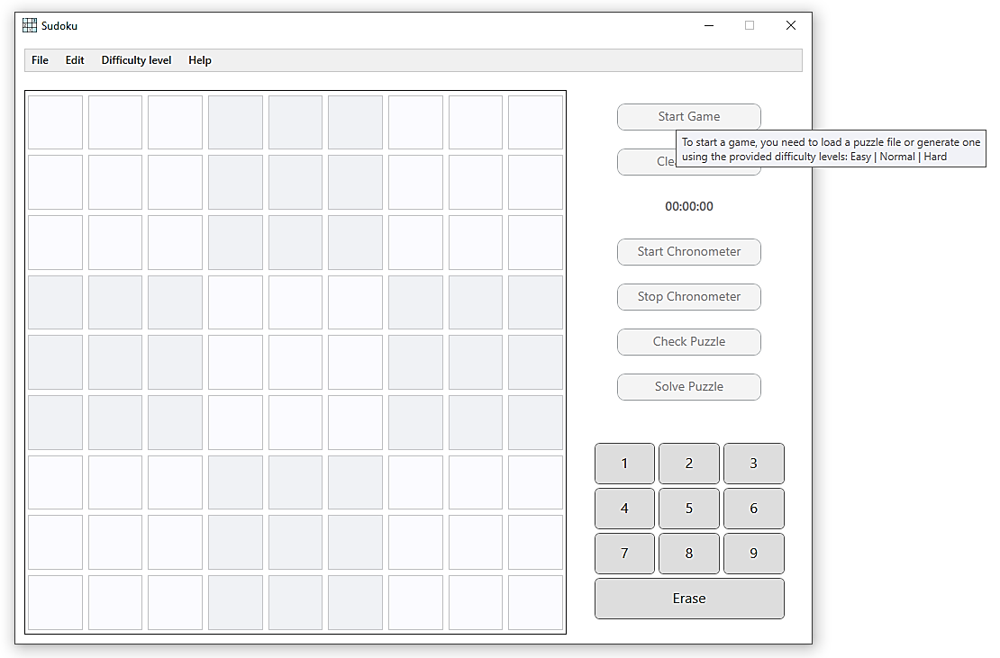 Sudoku
File Edit Difficulty level Help
Start Game
To start a game, you need to load a puzzle file or generate one
using the provided difficulty levels: Easy | Normal | Hard
00:00:00
Start Chronometer
Stop Chronometer
Check Puzzle
Solve Puzzle
1 2 3
4 5 6
7 8 9
Erase